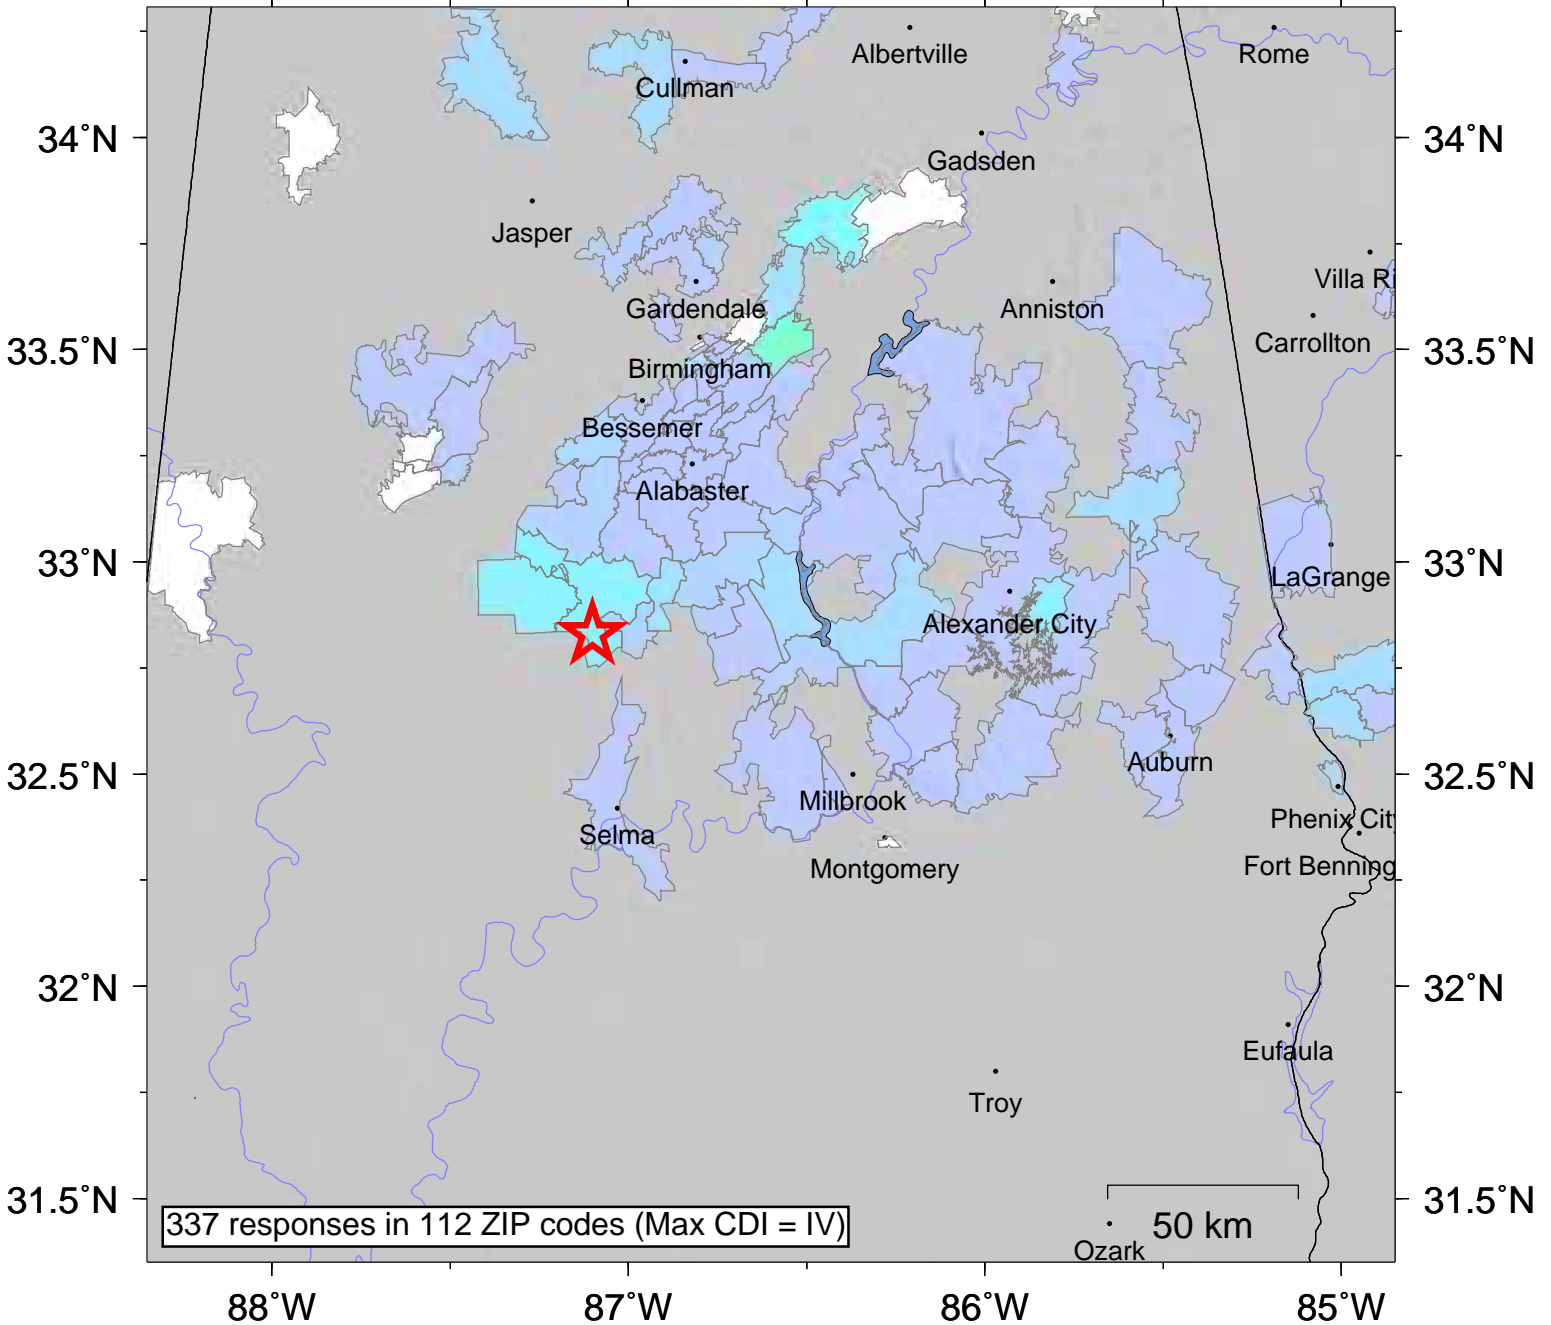 Albertville
Rome
Cullman
34˚N
34˚N
Gadsden
Jasper
Villa Ri
Gardendale
Anniston
Carrollton
33.5˚N
33.5˚N
Birmingham
Bessemer
Alabaster
33˚N
33˚N
LaGrange
Alexander City
Auburn
32.5˚N
32.5˚N
Millbrook
Phenix City
Selma
Montgomery
Fort Benning
32˚N
32˚N
Eufaula
Troy
31.5˚N
31.5˚N
337 responses in 112 ZIP codes (Max CDI = IV)
50 km
Ozark
88˚W
87˚W
86˚W
85˚W